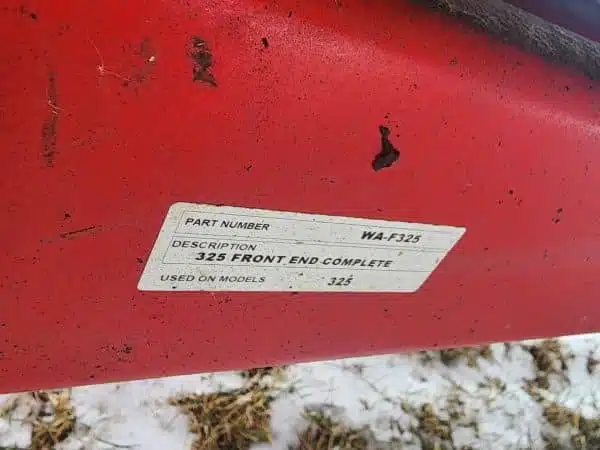 PART NUMBER WA-F325
DESCRIPTION
325 FRONT END COMPLETE
USED ON MODELS 325